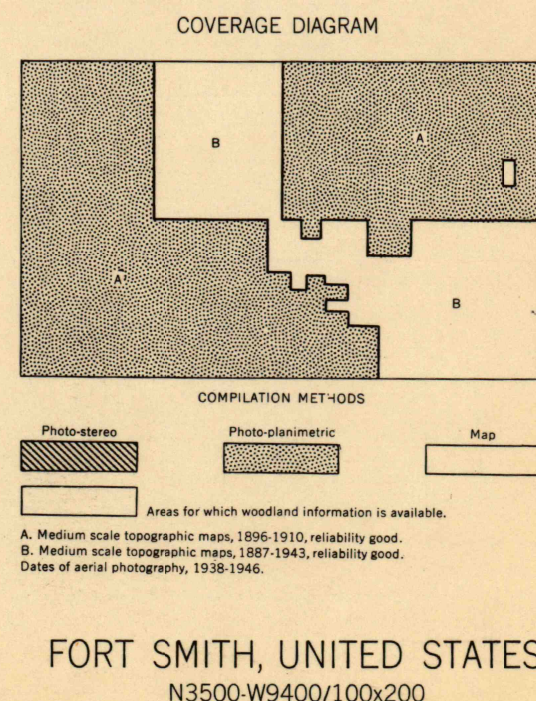 COVERAGE DIAGRAM
B
A
A
B
COMPILATION METHODS
Photo-stereo
Photo-planimetric
Map
Areas for which woodland information is available.
A. Medium scale topographic maps, 1896-1910, reliability good.
B. Medium scale topographic maps, 1887-1943, reliability good.
Dates of aerial photography, 1938-1946.
FORT SMITH, UNITED STATES
N3500-W9400/100x200